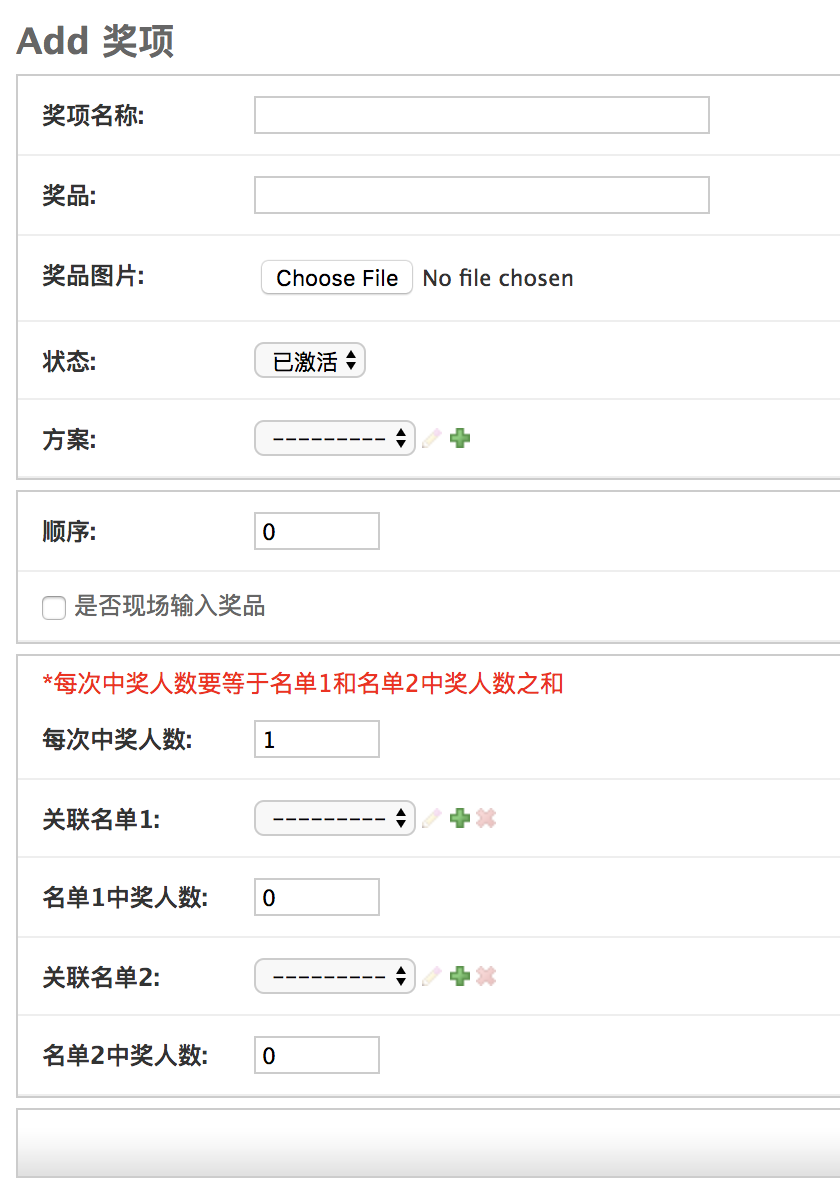 Add 奖项
奖项名称:
奖品:
奖品图片: Choose File No file chosen
状态: 已激活
方案: ---------
顺序: 0
是否现场输入奖品
*每次中奖人数要等于名单1和名单2中奖人数之和
每次中奖人数: 1
关联名单1: ---------
名单1中奖人数: 0
关联名单2: ---------
名单2中奖人数: 0